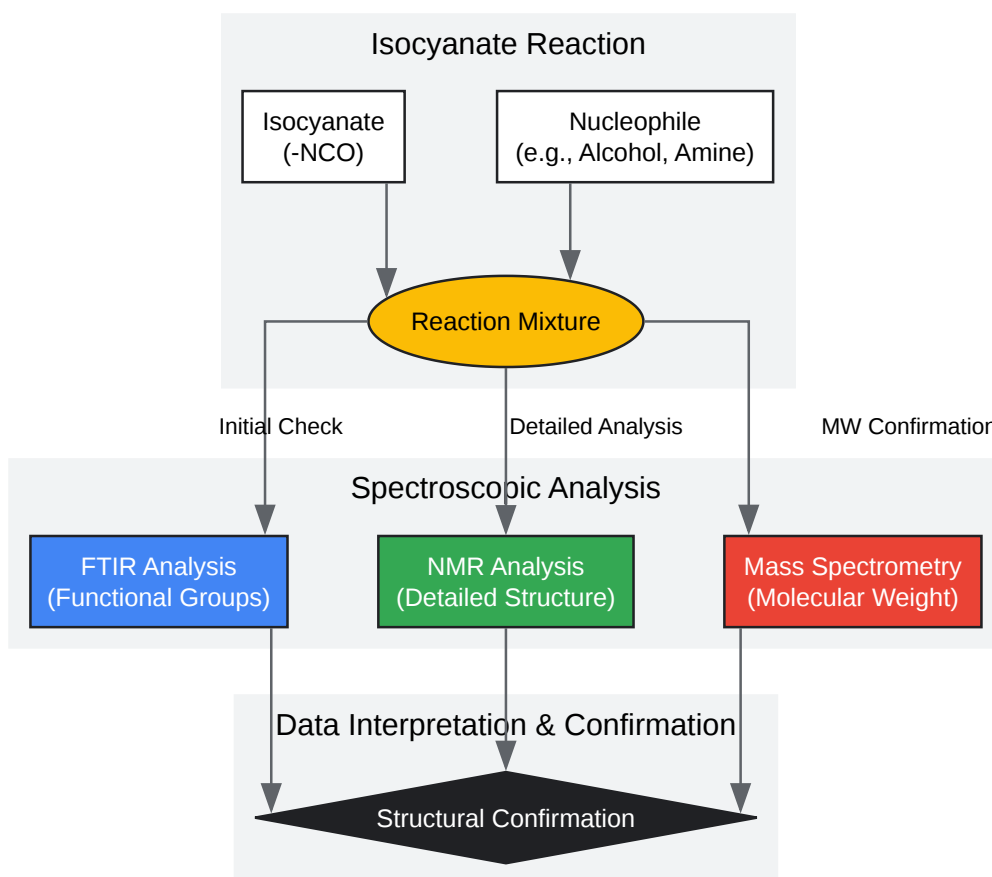 Isocyanate Reaction
Isocyanate
(-NCO)
Nucleophile
(e.g., Alcohol, Amine)
Reaction Mixture
Initial Check
Detailed Analysis
MW Confirmation
Spectroscopic Analysis
FTIR Analysis
(Functional Groups)
NMR Analysis
(Detailed Structure)
Mass Spectrometry
(Molecular Weight)
Data Interpretation & Confirmation
Structural Confirmation